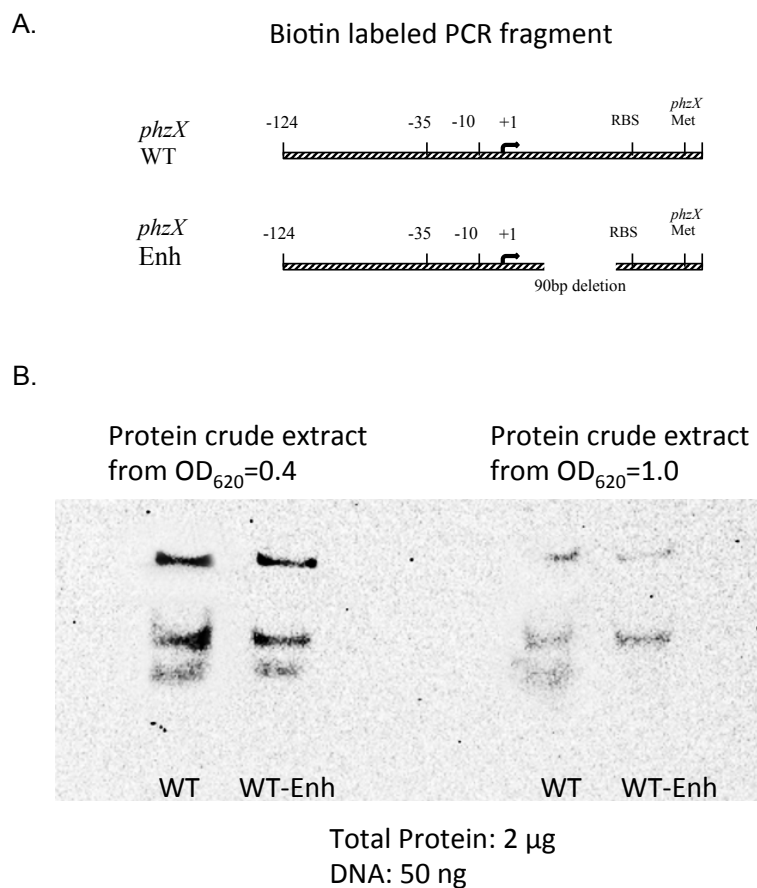 A.
Biotin labeled PCR fragment
phzX
WT
-124
-35
-10
+1
RBS
phzX
Met
phzX
Enh
-124
-35
-10
+1
RBS
phzX
Met
90bp deletion
B.
Protein crude extract
from OD620=0.4
Protein crude extract
from OD620=1.0
WT
WT-Enh
WT
WT-Enh
Total Protein: 2 µg
DNA: 50 ng